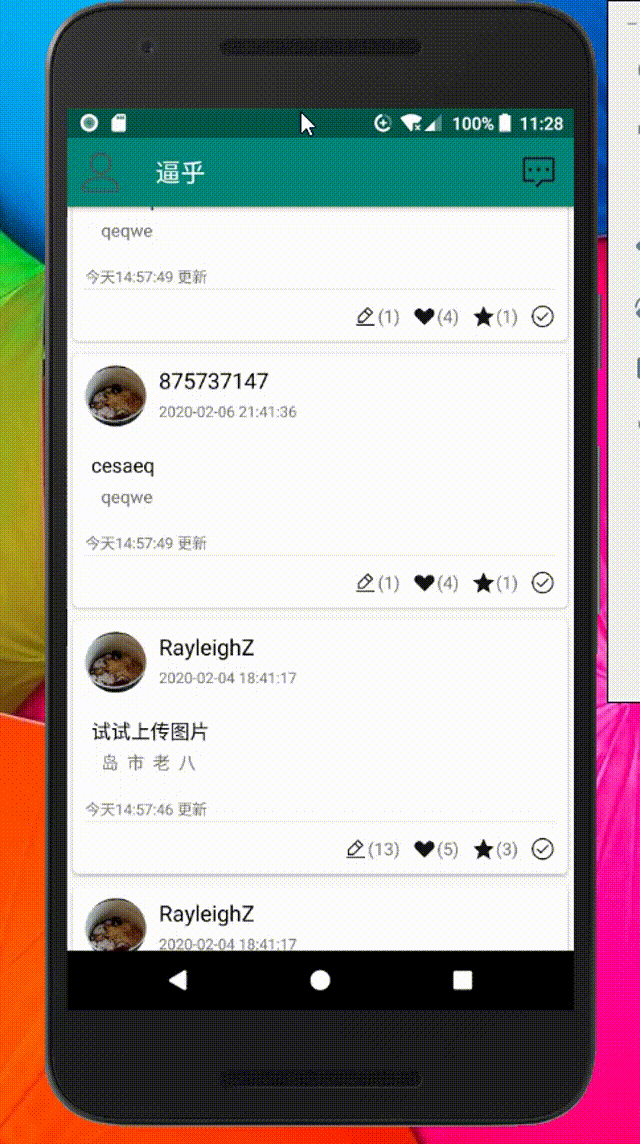 100% 11:28
逼乎
qeqwe
今天14:57:49 更新
(1) (4) (1)
875737147
2020-02-06 21:41:36
cesaeq
qeqwe
今天14:57:49 更新
(1) (4) (1)
RayleighZ
2020-02-04 18:41:17
试试上传图片
岛 市 老 八
今天14:57:46 更新
(13) (5) (3)
RayleighZ
2020-02-04 18:41:17